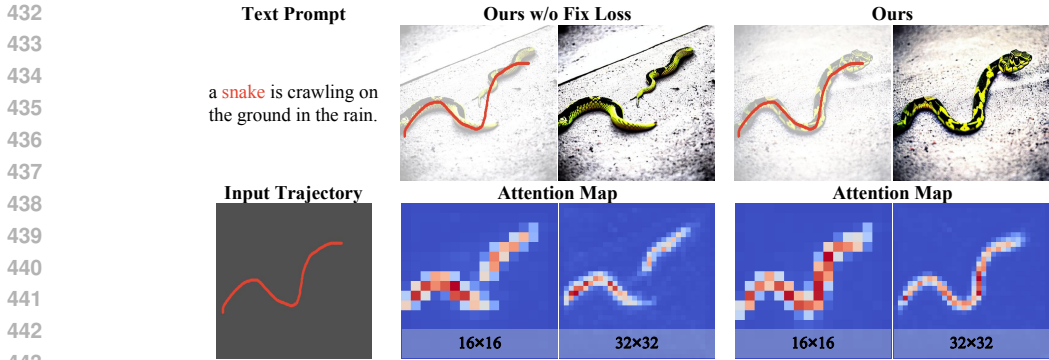 432
433
434
435
436
437
438
439
440
441
442
Text Prompt
Ours w/o Fix Loss
Ours
a snake is crawling on
the ground in the rain.
Input Trajectory
Attention Map
Attention Map
16×16
32×32
16×16
32×32